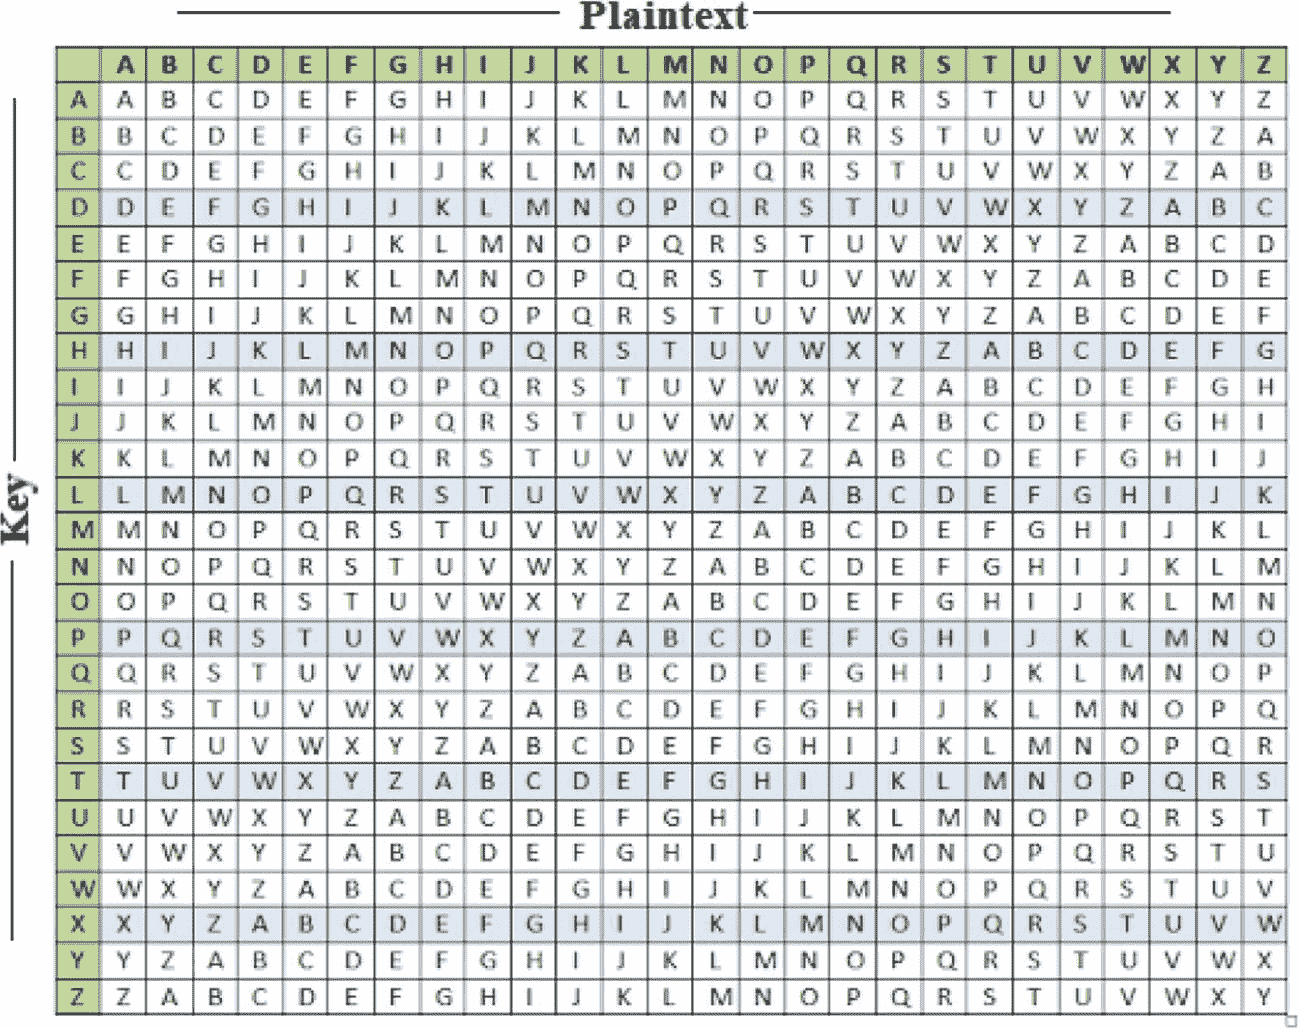 Plaintext
A B C D E F G H I J K L M N O P Q R S T U V W X Y Z
A A B C D E F G H I J K L M N O P Q R S T U V W X Y Z
B B C D E F G H I J K L M N O P Q R S T U V W X Y Z A
C C D E F G H I J K L M N O P Q R S T U V W X Y Z A B
D D E F G H I J K L M N O P Q R S T U V W X Y Z A B C
E E F G H I J K L M N O P Q R S T U V W X Y Z A B C D
F F G H I J K L M N O P Q R S T U V W X Y Z A B C D E
G G H I J K L M N O P Q R S T U V W X Y Z A B C D E F
H H I J K L M N O P Q R S T U V W X Y Z A B C D E F G
I I J K L M N O P Q R S T U V W X Y Z A B C D E F G H
J J K L M N O P Q R S T U V W X Y Z A B C D E F G H I
K K L M N O P Q R S T U V W X Y Z A B C D E F G H I J
L L M N O P Q R S T U V W X Y Z A B C D E F G H I J K
M M N O P Q R S T U V W X Y Z A B C D E F G H I J K L
N N O P Q R S T U V W X Y Z A B C D E F G H I J K L M
O O P Q R S T U V W X Y Z A B C D E F G H I J K L M N
P P Q R S T U V W X Y Z A B C D E F G H I J K L M N O
Q Q R S T U V W X Y Z A B C D E F G H I J K L M N O P
R R S T U V W X Y Z A B C D E F G H I J K L M N O P Q
S S T U V W X Y Z A B C D E F G H I J K L M N O P Q R
T T U V W X Y Z A B C D E F G H I J K L M N O P Q R S
U U V W X Y Z A B C D E F G H I J K L M N O P Q R S T
V V W X Y Z A B C D E F G H I J K L M N O P Q R S T U
W W X Y Z A B C D E F G H I J K L M N O P Q R S T U V
X X Y Z A B C D E F G H I J K L M N O P Q R S T U V W
Y Y Z A B C D E F G H I J K L M N O P Q R S T U V W X
Z Z A B C D E F G H I J K L M N O P Q R S T U V W X Y
Key